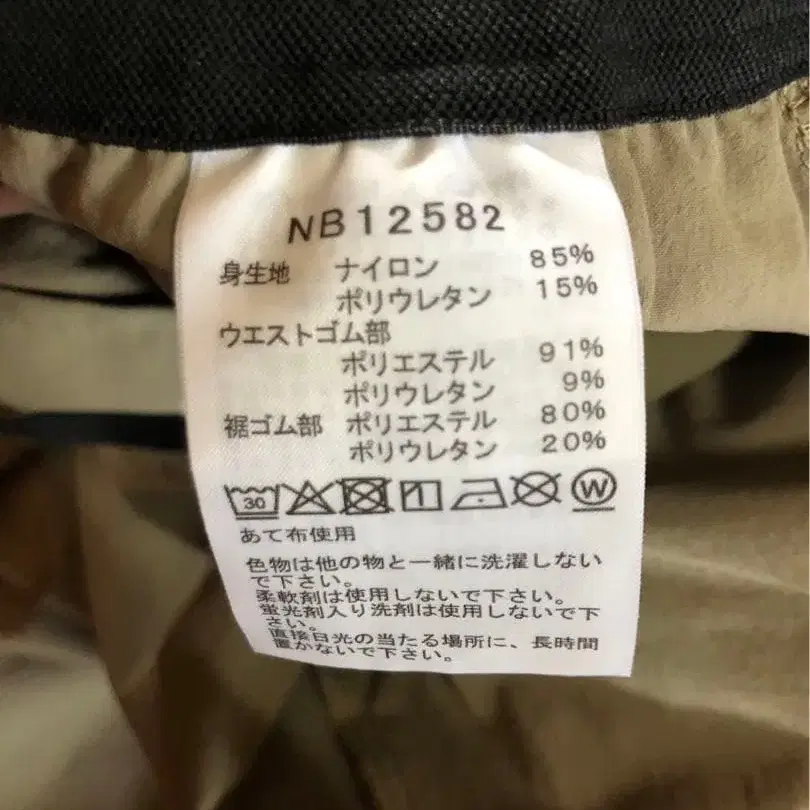 NB12582
身生地 ナイロン 85%
ポリウレタン 15%
ウエストゴム部
ポリエステル 91%
ポリウレタン 9%
裾ゴム部 ポリエステル 80%
ポリウレタン 20%
30 W
あて布使用
色物は他の物と一緒に洗濯しない
で下さい。
柔軟剤は使用しないで下さい。
蛍光剤入り洗剤は使用しないで下
さい。
直接日光の当たる場所に、長時間
置かないで下さい。